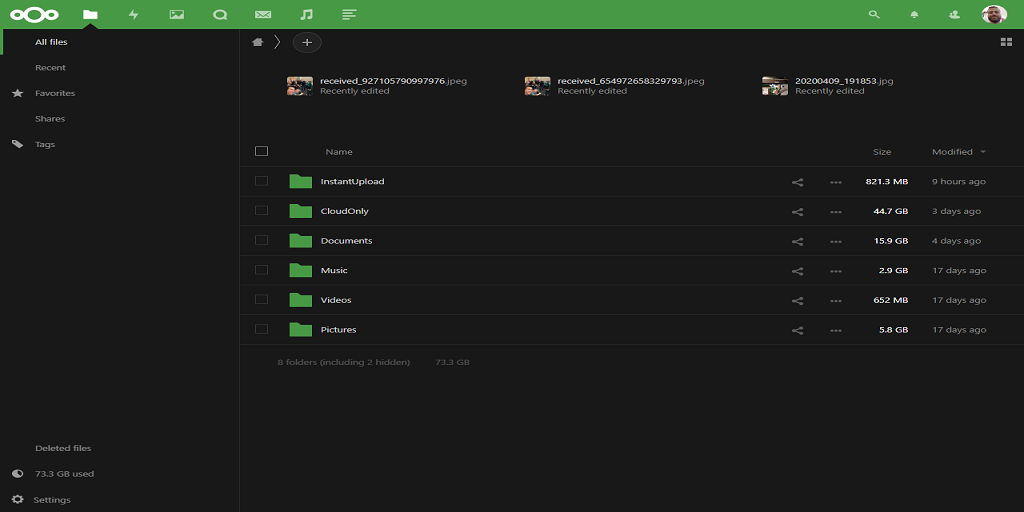 All files
Recent
Favorites
Shares
Tags
Deleted files
73.3 GB used
Settings
received_927105790997976.jpeg
Recently edited
received_654972658329793.jpeg
Recently edited
20200409_191853.jpg
Recently edited
Name Size Modified
InstantUpload 821.3 MB 9 hours ago
CloudOnly 44.7 GB 3 days ago
Documents 15.9 GB 4 days ago
Music 2.9 GB 17 days ago
Videos 652 MB 17 days ago
Pictures 5.8 GB 17 days ago
8 folders (including 2 hidden) 73.3 GB